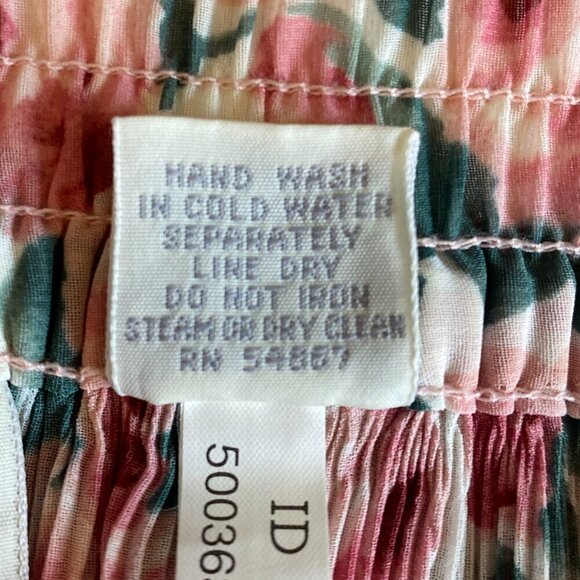 HAND WASH
IN COLD WATER
SEPARATELY
LINE DRY
DO NOT IRON
STEAM OR DRY CLEAN
RN 54867
ID
50036